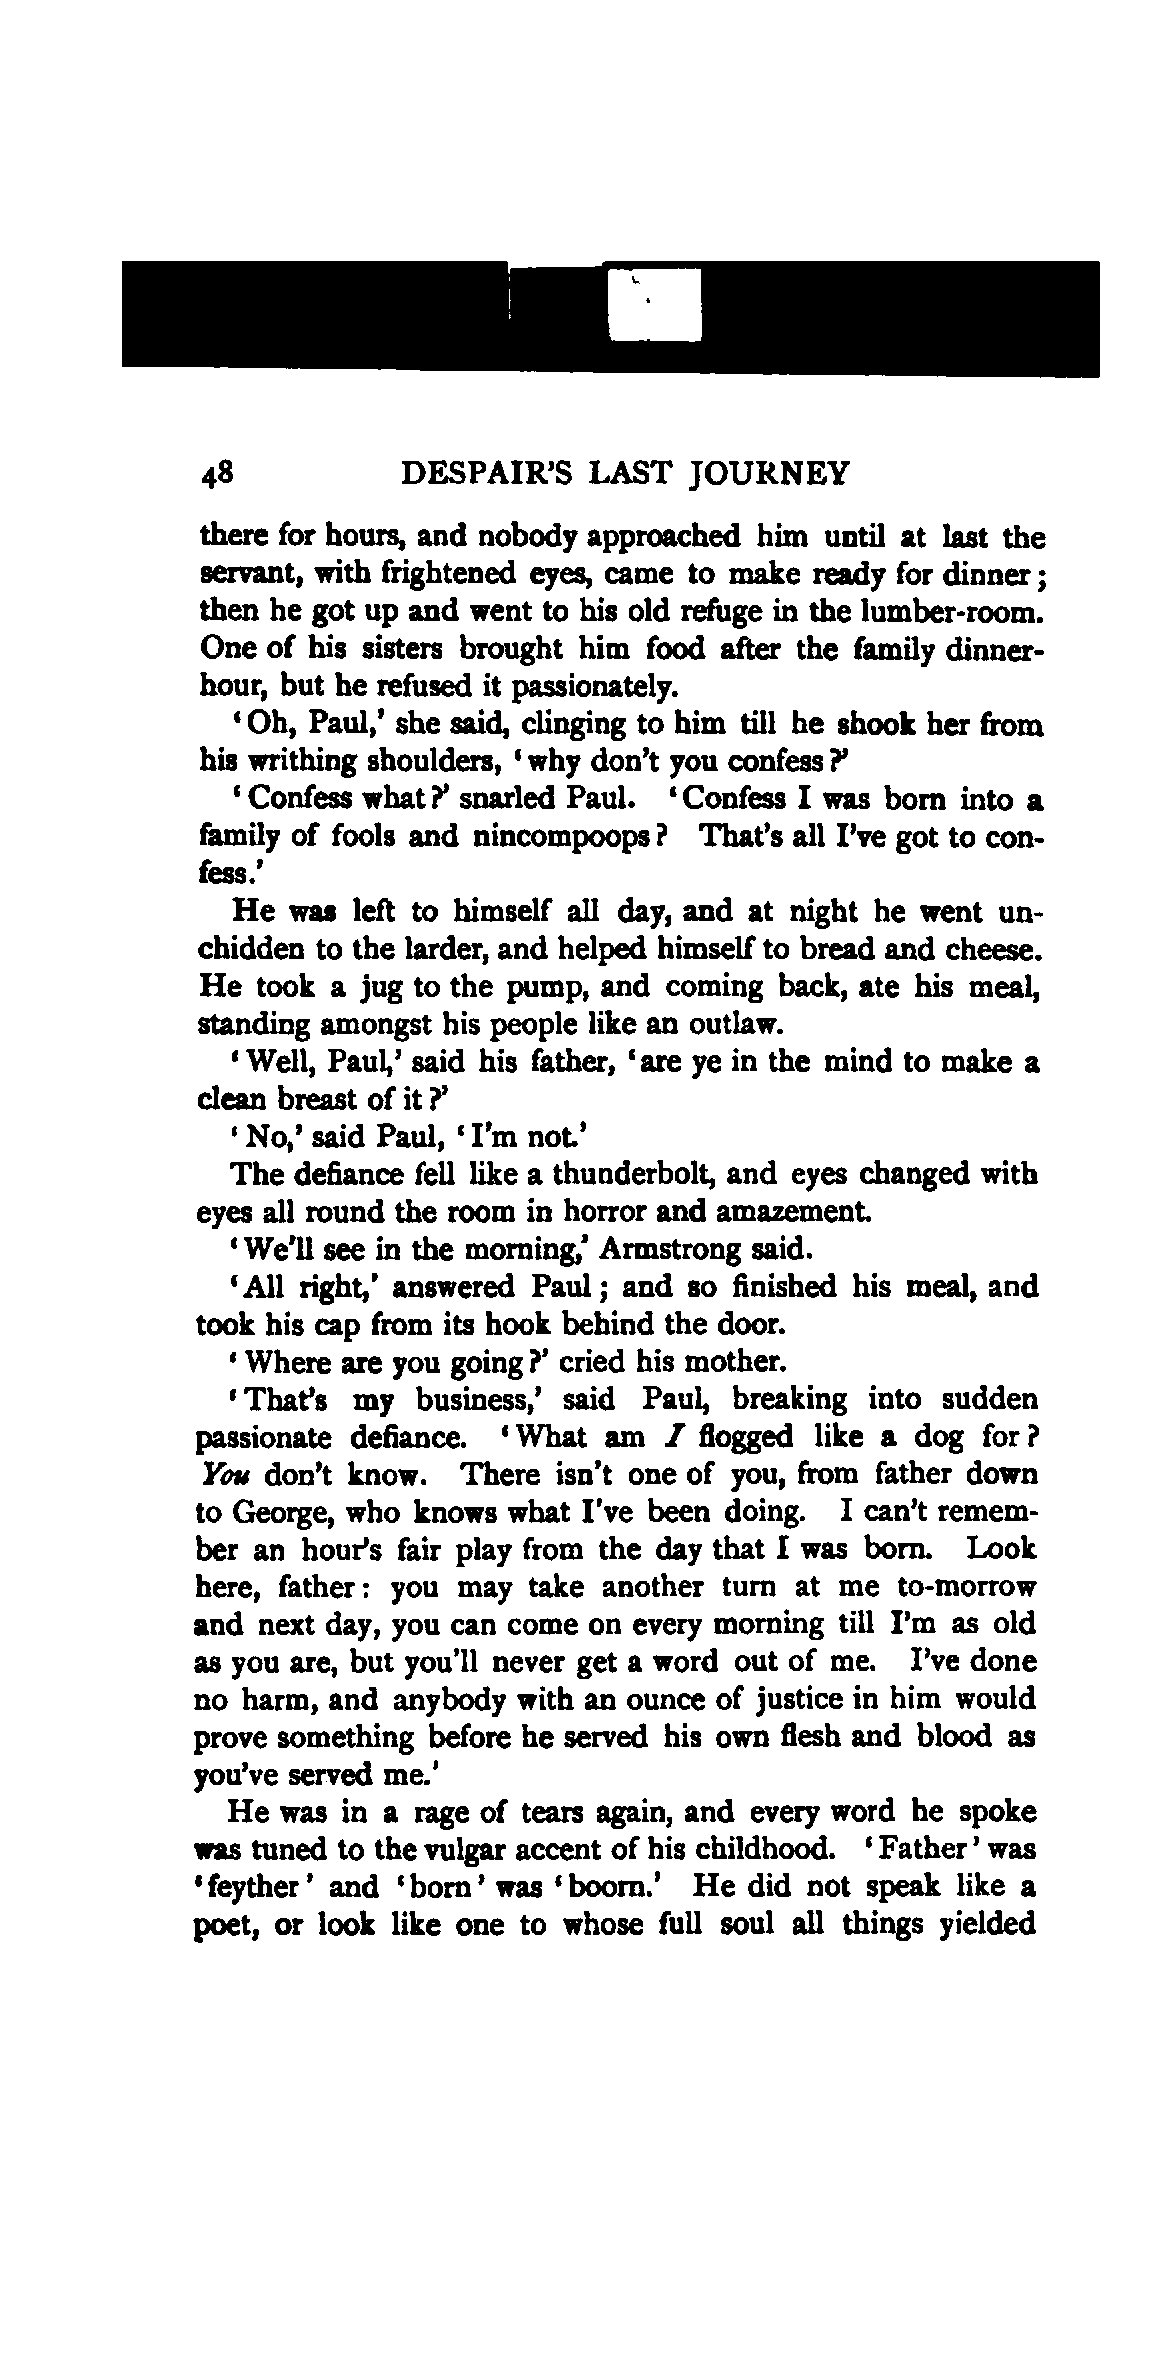 48 DESPAIR'S LAST JOURNEY
there for hours, and nobody approached him until at last the
servant, with frightened eyes, came to make ready for dinner;
then he got up and went to his old refuge in the lumber-room.
One of his sisters brought him food after the family dinner-
hour, but he refused it passionately.
'Oh, Paul,' she said, clinging to him till he shook her from
his writhing shoulders, 'why don't you confess?'
'Confess what?' snarled Paul. 'Confess I was born into a
family of fools and nincompoops? That's all I've got to con-
fess.'
He was left to himself all day, and at night he went un-
chidden to the larder, and helped himself to bread and cheese.
He took a jug to the pump, and coming back, ate his meal,
standing amongst his people like an outlaw.
'Well, Paul,' said his father, 'are ye in the mind to make a
clean breast of it?'
'No,' said Paul, 'I'm not.'
The defiance fell like a thunderbolt, and eyes changed with
eyes all round the room in horror and amazement.
'We'll see in the morning,' Armstrong said.
'All right,' answered Paul; and so finished his meal, and
took his cap from its hook behind the door.
'Where are you going?' cried his mother.
'That's my business,' said Paul, breaking into sudden
passionate defiance. 'What am I flogged like a dog for?
You don't know. There isn't one of you, from father down
to George, who knows what I've been doing. I can't remem-
ber an hour's fair play from the day that I was born. Look
here, father: you may take another turn at me to-morrow
and next day, you can come on every morning till I'm as old
as you are, but you'll never get a word out of me. I've done
no harm, and anybody with an ounce of justice in him would
prove something before he served his own flesh and blood as
you've served me.'
He was in a rage of tears again, and every word he spoke
was tuned to the vulgar accent of his childhood. 'Father' was
'feyther' and 'born' was 'boorn.' He did not speak like a
poet, or look like one to whose full soul all things yielded